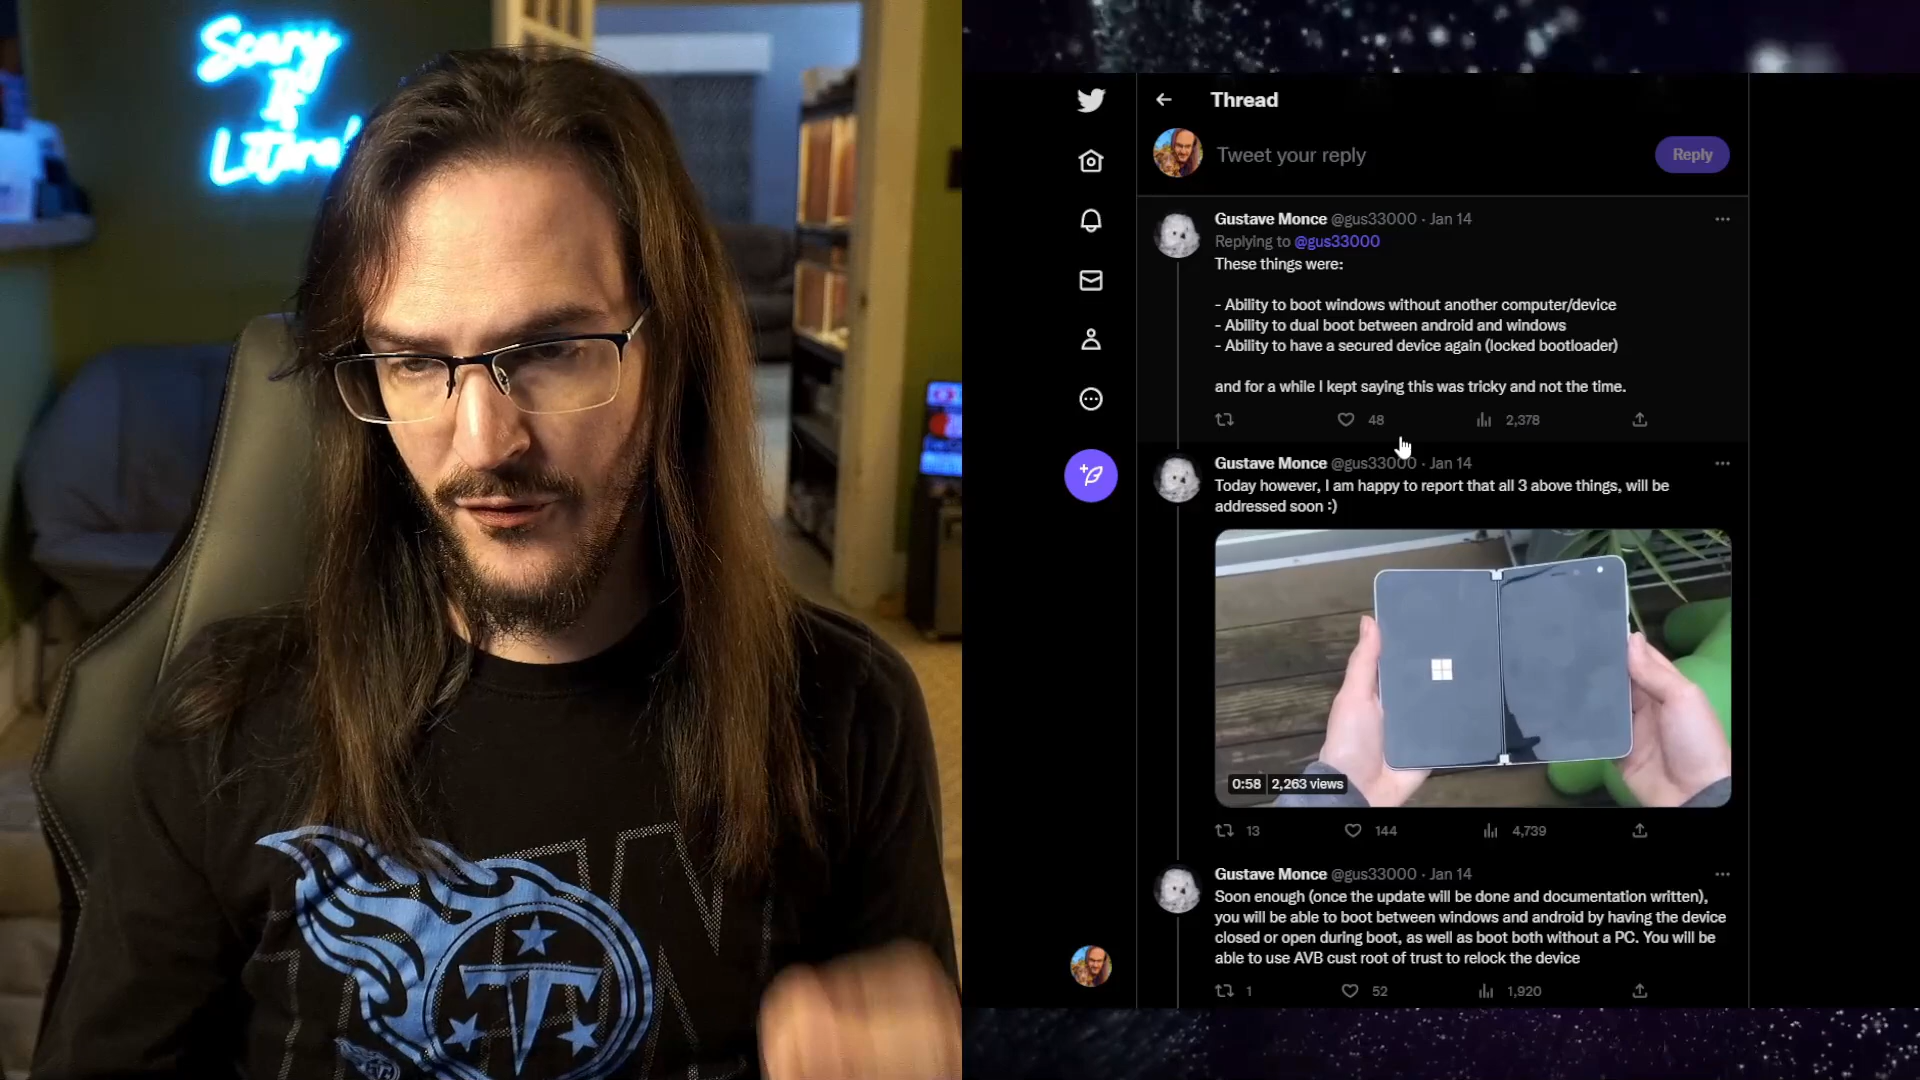 Scary
Is
Thread
Tweet your reply
Reply
Gustave Monce @gus33000 · Jan 14
Replying to @gus33000
These things were:
- Ability to boot windows without another computer/device
- Ability to dual boot between android and windows
- Ability to have a secured device again (locked bootloader)
and for a while I kept saying this was tricky and not the time.
48 2,378
Gustave Monce @gus33000 · Jan 14
Today however, I am happy to report that all 3 above things, will be
addressed soon :)
0:58 2,263 views
13 144 4,739
Gustave Monce @gus33000 · Jan 14
Soon enough (once the update will be done and documentation written),
you will be able to boot between windows and android by having the device
closed or open during boot, as well as boot both without a PC. You will be
able to use AVB cust root of trust to relock the device
1 52 1,920